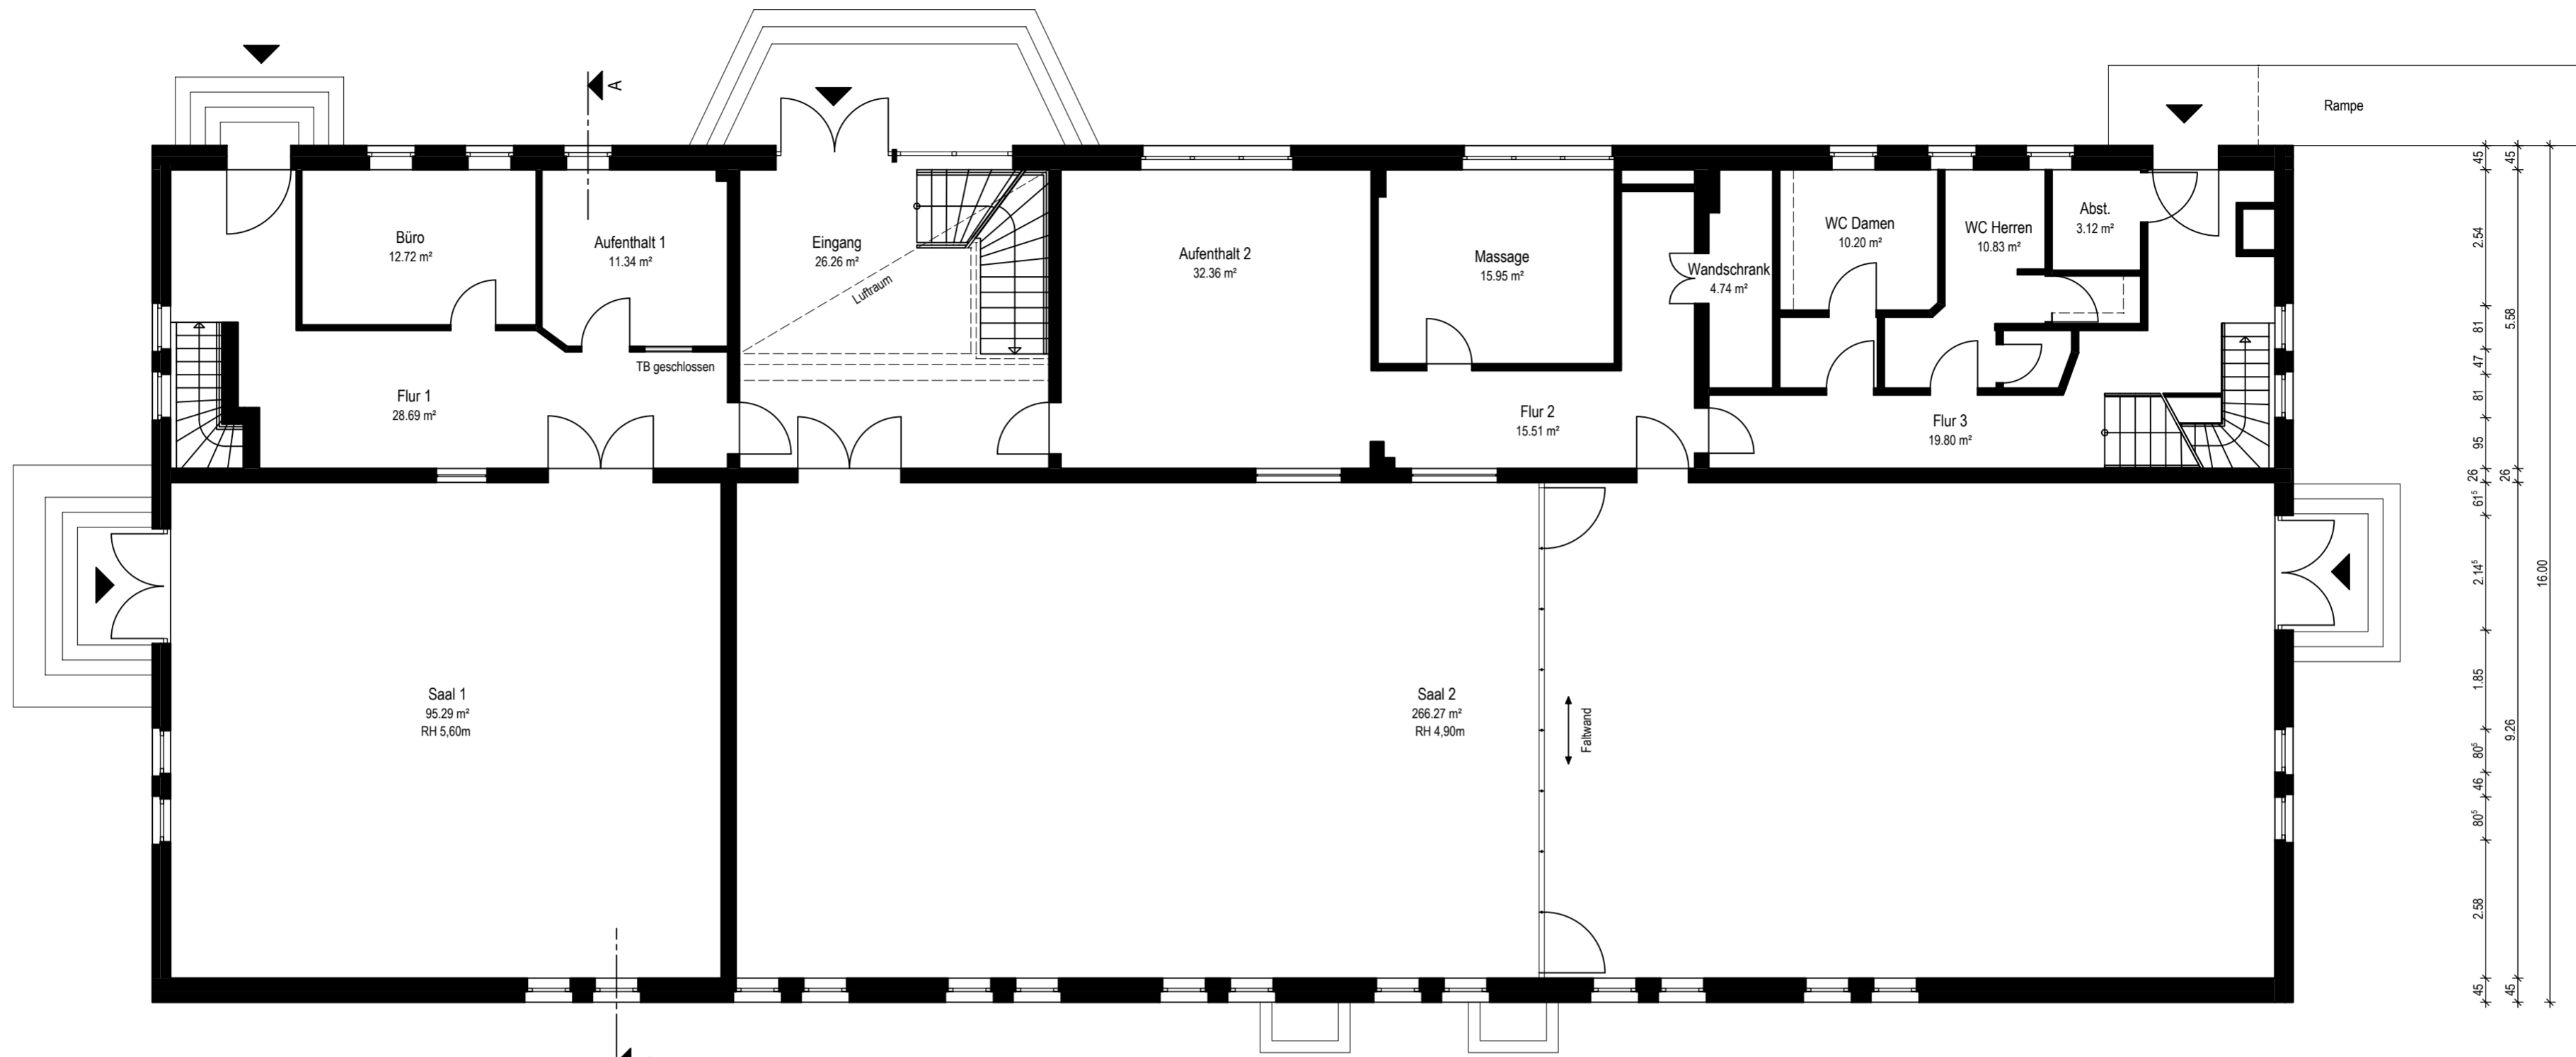 A
Rampe
Büro
12.72 m²
Aufenthalt 1
11.34 m²
Eingang
26.26 m²
Luftraum
Aufenthalt 2
32.36 m²
Massage
15.95 m²
Wandschrank
4.74 m²
WC Damen
10.20 m²
WC Herren
10.83 m²
Abst.
3.12 m²
TB geschlossen
Flur 1
28.69 m²
Flur 2
15.51 m²
Flur 3
19.80 m²
Saal 1
95.29 m²
RH 5,60m
Saal 2
266.27 m²
RH 4,90m
Faltwand
45
2.54
81
47
81
95
26
61⁵
2.14⁵
1.85
80⁵
46
80⁵
2.58
45
45
5.58
26
9.26
45
16.00